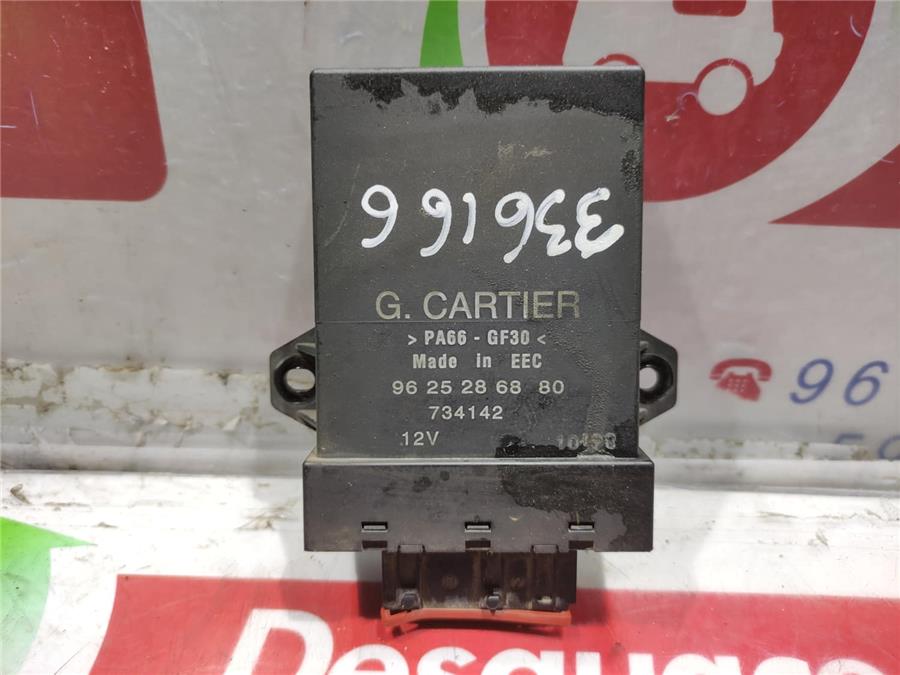 336166
G. CARTIER
> PA66 - GF30 <
Made in EEC
96 25 28 68 80
734142
12V
96
Desguace